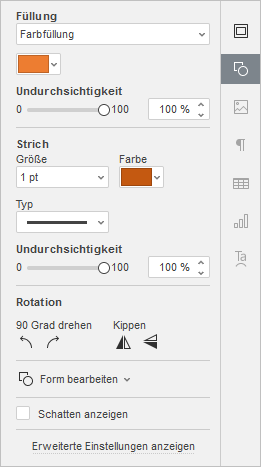 Füllung
Farbfüllung
Undurchsichtigkeit
0 100 100 %
Strich
Größe Farbe
1 pt
Typ
Undurchsichtigkeit
0 100 100 %
Rotation
90 Grad drehen Kippen
Form bearbeiten
Schatten anzeigen
Erweiterte Einstellungen anzeigen
Ta